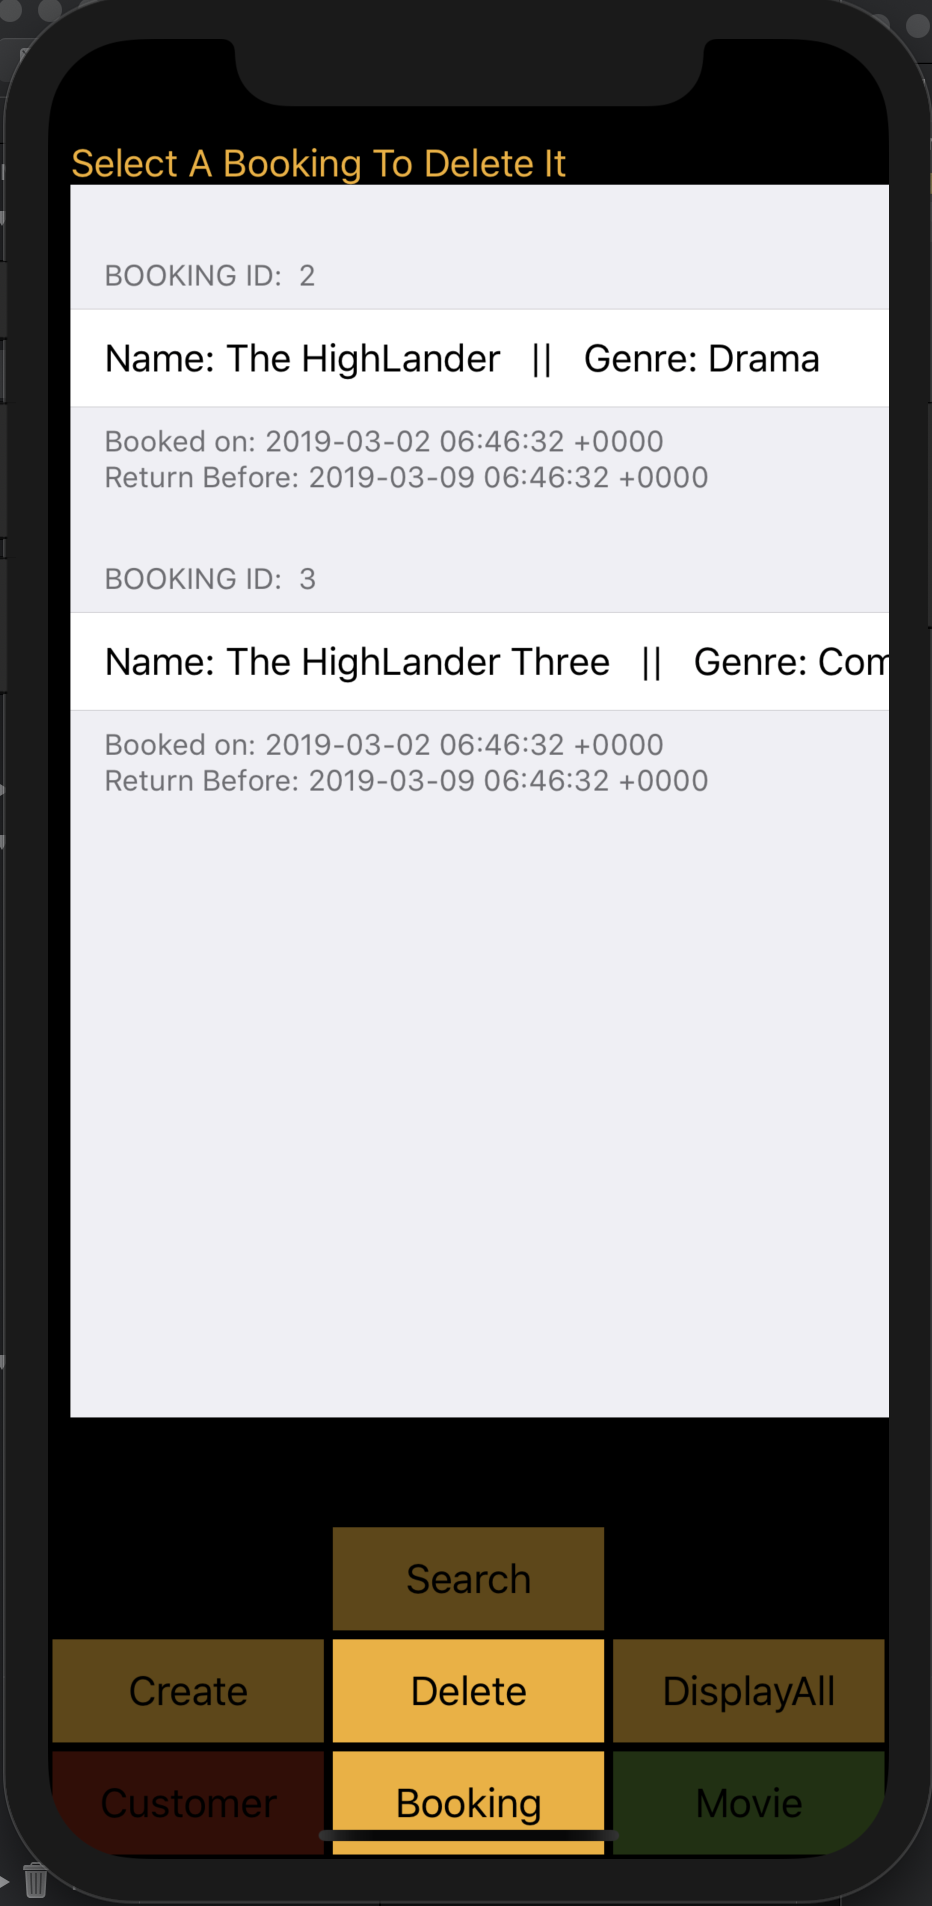 Select A Booking To Delete It
BOOKING ID:  2
Name: The HighLander   ||   Genre: Drama
Booked on: 2019-03-02 06:46:32 +0000
Return Before: 2019-03-09 06:46:32 +0000
BOOKING ID:  3
Name: The HighLander Three   ||   Genre: Com
Booked on: 2019-03-02 06:46:32 +0000
Return Before: 2019-03-09 06:46:32 +0000
Search
Create Delete DisplayAll
Customer Booking Movie